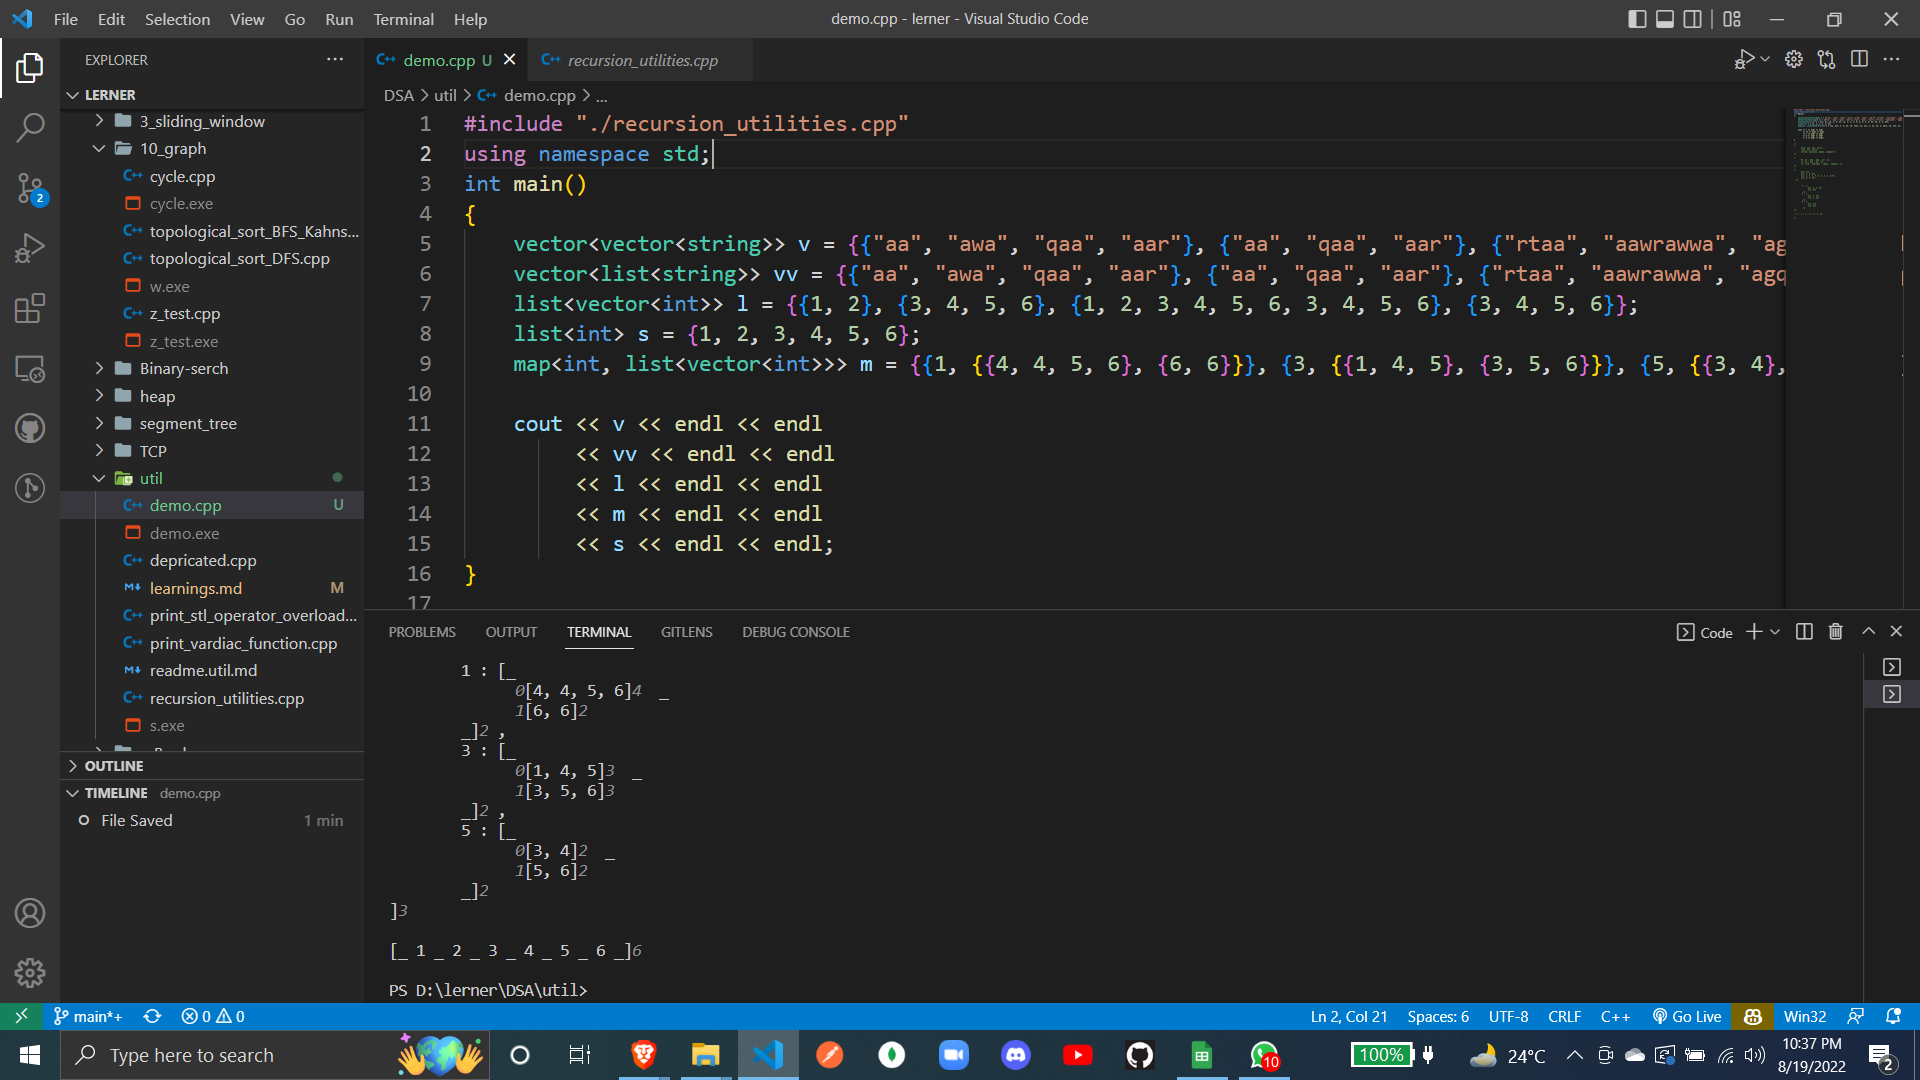 File Edit Selection View Go Run Terminal Help
demo.cpp - lerner - Visual Studio Code
EXPLORER
LERNER
3_sliding_window
10_graph
cycle.cpp
cycle.exe
topological_sort_BFS_Kahns...
topological_sort_DFS.cpp
w.exe
z_test.cpp
z_test.exe
Binary-serch
heap
segment_tree
TCP
util
demo.cpp U
demo.exe
depricated.cpp
learnings.md M
print_stl_operator_overload...
print_vardiac_function.cpp
readme.util.md
recursion_utilities.cpp
s.exe
OUTLINE
TIMELINE demo.cpp
File Saved 1 min
2
demo.cpp U
recursion_utilities.cpp
DSA > util > demo.cpp > ...
1 #include "./recursion_utilities.cpp"
2 using namespace std;
3 int main()
4 {
5 vector<vector<string>> v = {{"aa", "awa", "qaa", "aar"}, {"aa", "qaa", "aar"}, {"rtaa", "aawrawwa", "ag
6 vector<list<string>> vv = {{"aa", "awa", "qaa", "aar"}, {"aa", "qaa", "aar"}, {"rtaa", "aawrawwa", "agq
7 list<vector<int>> l = {{1, 2}, {3, 4, 5, 6}, {1, 2, 3, 4, 5, 6, 3, 4, 5, 6}, {3, 4, 5, 6}};
8 list<int> s = {1, 2, 3, 4, 5, 6};
9 map<int, list<vector<int>>> m = {{1, {{4, 4, 5, 6}, {6, 6}}}, {3, {{1, 4, 5}, {3, 5, 6}}}, {5, {{3, 4},
10
11 cout << v << endl << endl
12 << vv << endl << endl
13 << l << endl << endl
14 << m << endl << endl
15 << s << endl << endl;
16 }
17
PROBLEMS OUTPUT TERMINAL GITLENS DEBUG CONSOLE
Code
1 : [_
0[4, 4, 5, 6]4 _
1[6, 6]2
_]2 ,
3 : [_
0[1, 4, 5]3 _
1[3, 5, 6]3
_]2 ,
5 : [_
0[3, 4]2 _
1[5, 6]2
_]2
]3
[_ 1 _ 2 _ 3 _ 4 _ 5 _ 6 _]6
PS D:\lerner\DSA\util>
main*+ 0 0
Ln 2, Col 21 Spaces: 6 UTF-8 CRLF C++ Go Live Win32
Type here to search
10
100%
24°C
10:37 PM
8/19/2022
2